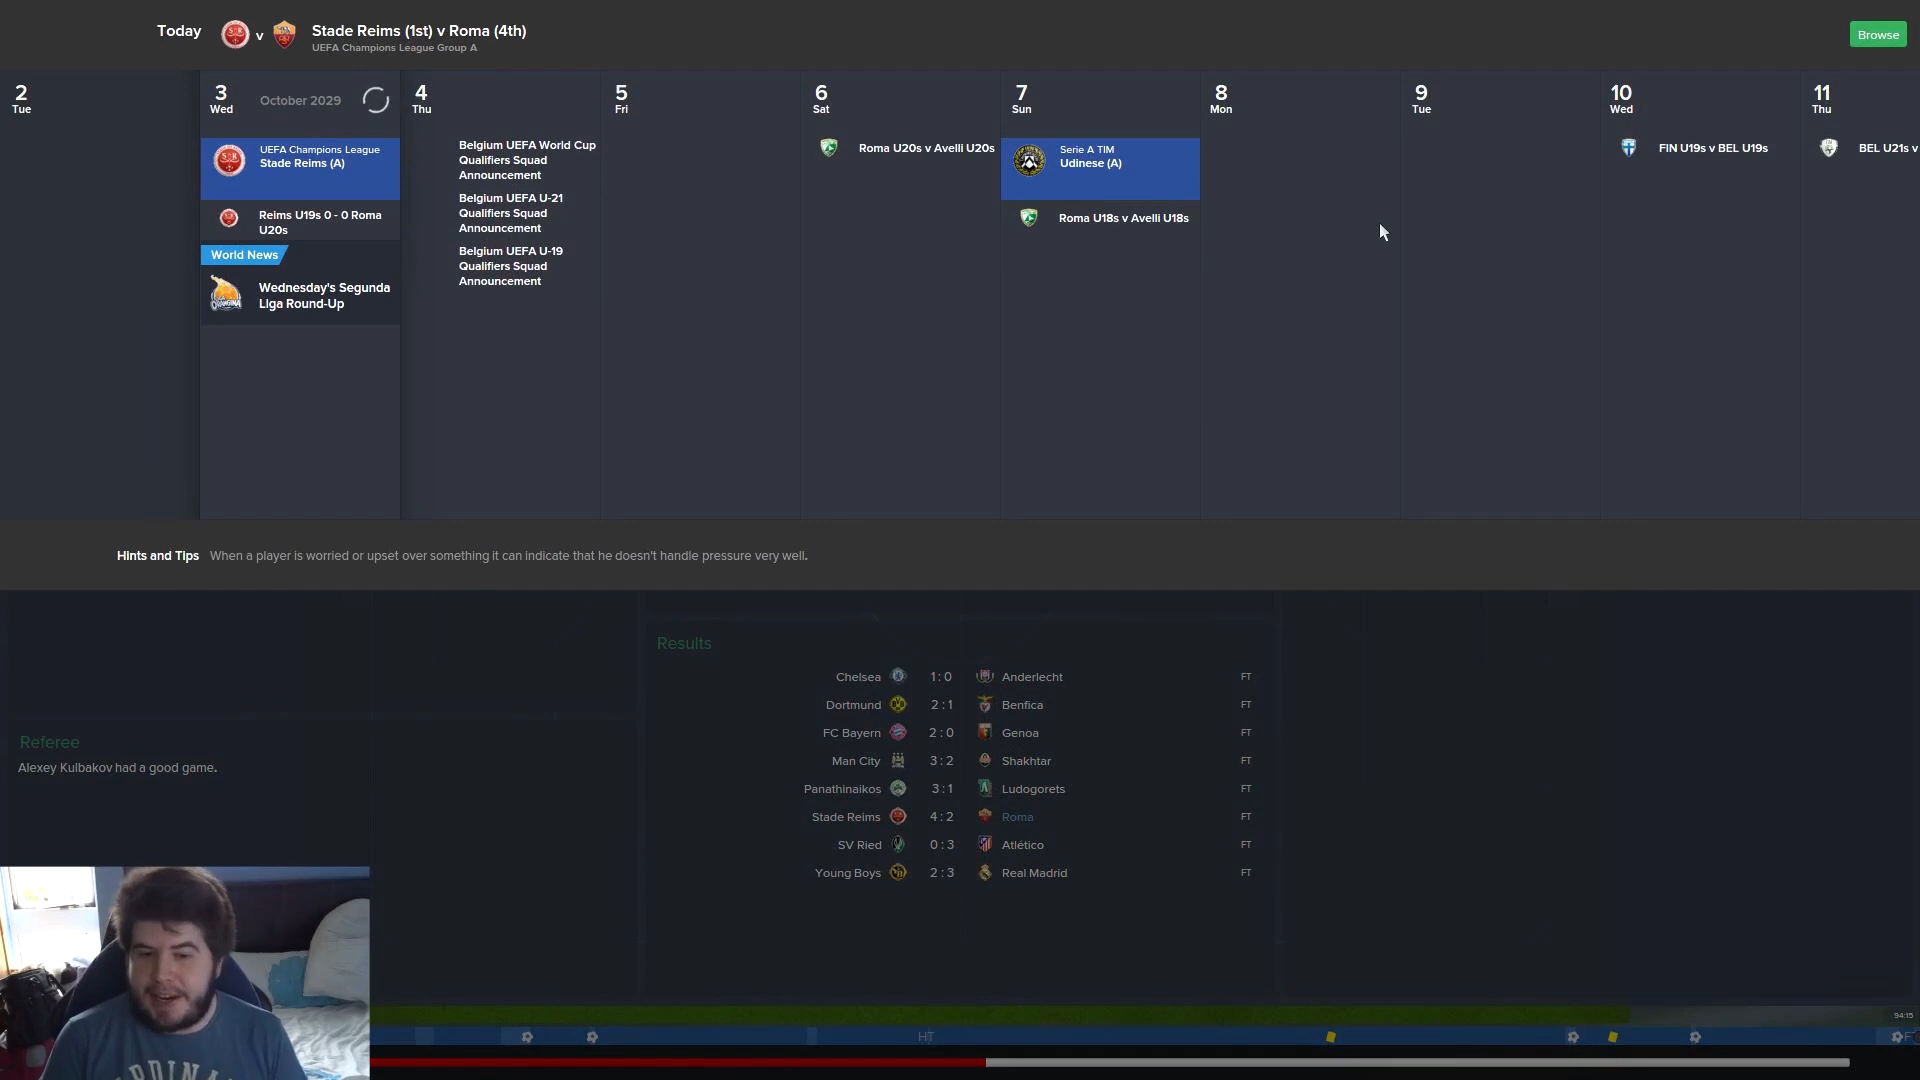 Today
v
Stade Reims (1st) v Roma (4th)
UEFA Champions League Group A
Browse
2
Tue
3
Wed
October 2029
4
Thu
5
Fri
6
Sat
7
Sun
8
Mon
9
Tue
10
Wed
11
Thu
UEFA Champions League
Stade Reims (A)
Reims U19s 0 - 0 Roma
U20s
World News
Wednesday's Segunda
Liga Round-Up
Belgium UEFA World Cup
Qualifiers Squad
Announcement
Belgium UEFA U-21
Qualifiers Squad
Announcement
Belgium UEFA U-19
Qualifiers Squad
Announcement
Roma U20s v Avelli U20s
Serie A TIM
Udinese (A)
Roma U18s v Avelli U18s
FIN U19s v BEL U19s
BEL U21s v
Hints and Tips When a player is worried or upset over something it can indicate that he doesn't handle pressure very well.
Results
Chelsea 1 : 0 Anderlecht FT
Dortmund 2 : 1 Benfica FT
FC Bayern 2 : 0 Genoa FT
Man City 3 : 2 Shakhtar FT
Panathinaikos 3 : 1 Ludogorets FT
Stade Reims 4 : 2 Roma FT
SV Ried 0 : 3 Atlético FT
Young Boys 2 : 3 Real Madrid FT
Referee
Alexey Kulbakov had a good game.
94:15
HT